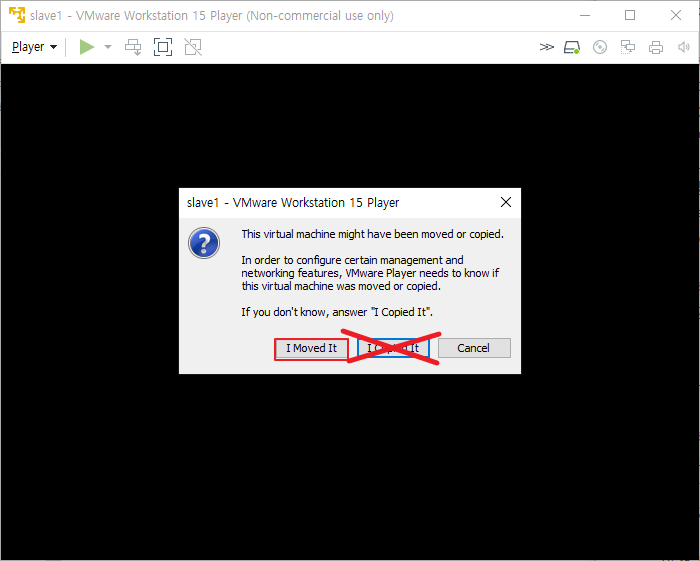 slave1 - VMware Workstation 15 Player (Non-commercial use only)
Player
slave1 - VMware Workstation 15 Player
This virtual machine might have been moved or copied.
In order to configure certain management and
networking features, VMware Player needs to know if
this virtual machine was moved or copied.
If you don't know, answer "I Copied It".
I Moved It
I Copied It
Cancel